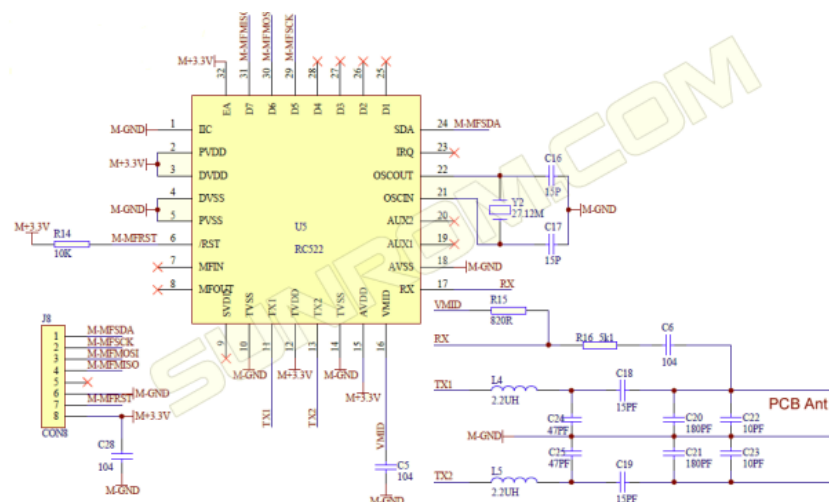 M+3.3V
M-MFMISO
M-MFMOSI
M-MFSCK
32
31
30
29
28
27
26
25
EA
D7
D6
D5
D4
D3
D2
D1
M-GND
1
IIC
SDA
24
M-MFSDA
2
PVDD
IRQ
23
M+3.3V
3
DVDD
OSCOUT
22
C16
15P
4
DVSS
OSCIN
21
Y2
27.12M
M-GND
M-GND
5
PVSS
AUX2
20
U5
M+3.3V
R14
10K
M-MFRST
6
/RST
RC522
AUX1
19
C17
15P
7
MFIN
AVSS
18
M-GND
8
MFOUT
RX
17
RX
SVDD
TVSS
TX1
TVDD
TX2
TVSS
AVDD
VMID
9
10
11
12
13
14
15
16
M-GND
M+3.3V
M-GND
M+3.3V
TX1
TX2
VMID
C5
104
M-GND
J8
1
M-MFSDA
2
M-MFSCK
3
M-MFMOSI
4
M-MFMISO
5
6
M-GND
7
M-MFRST
8
M+3.3V
CON8
C28
104
M-GND
VMID
R15
820R
RX
R16 5k1
C6
104
TX1
L4
2.2UH
C18
15PF
PCB Ant
C24
47PF
C20
180PF
C22
10PF
M-GND
C25
47PF
C21
180PF
C23
10PF
TX2
L5
2.2UH
C19
15PF
SUNROM.COM